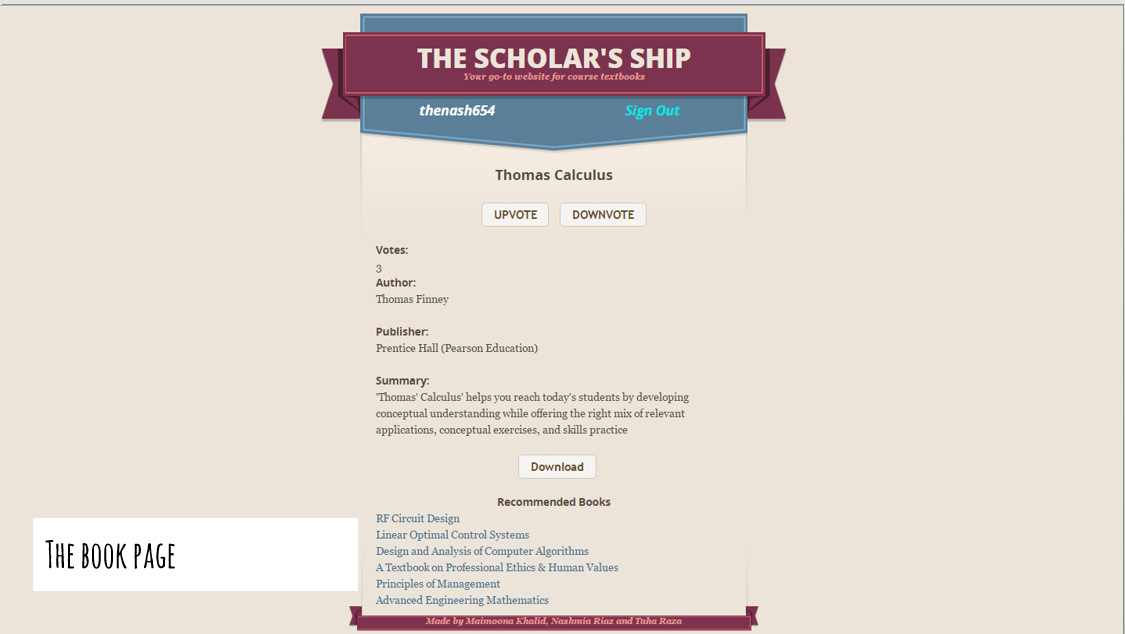 THE SCHOLAR'S SHIP
Your go-to website for course textbooks
thenash654 Sign Out
Thomas Calculus
UPVOTE DOWNVOTE
Votes:
3
Author:
Thomas Finney
Publisher:
Prentice Hall (Pearson Education)
Summary:
'Thomas' Calculus' helps you reach today's students by developing
conceptual understanding while offering the right mix of relevant
applications, conceptual exercises, and skills practice
Download
Recommended Books
RF Circuit Design
Linear Optimal Control Systems
Design and Analysis of Computer Algorithms
A Textbook on Professional Ethics & Human Values
Principles of Management
Advanced Engineering Mathematics
Made by Maimoona Khalid, Nashmia Riaz and Taha Raza
The book page